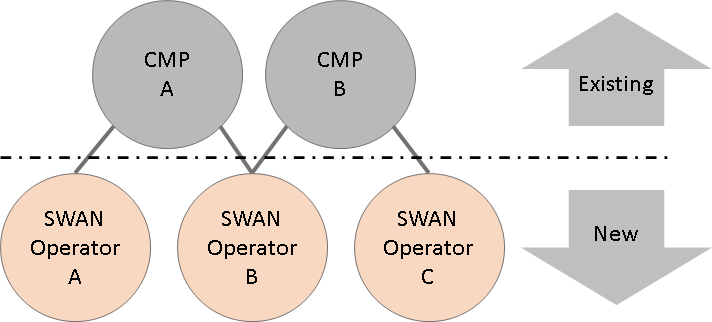 CMP
A
CMP
B
Existing
SWAN
Operator
A
SWAN
Operator
B
SWAN
Operator
C
New